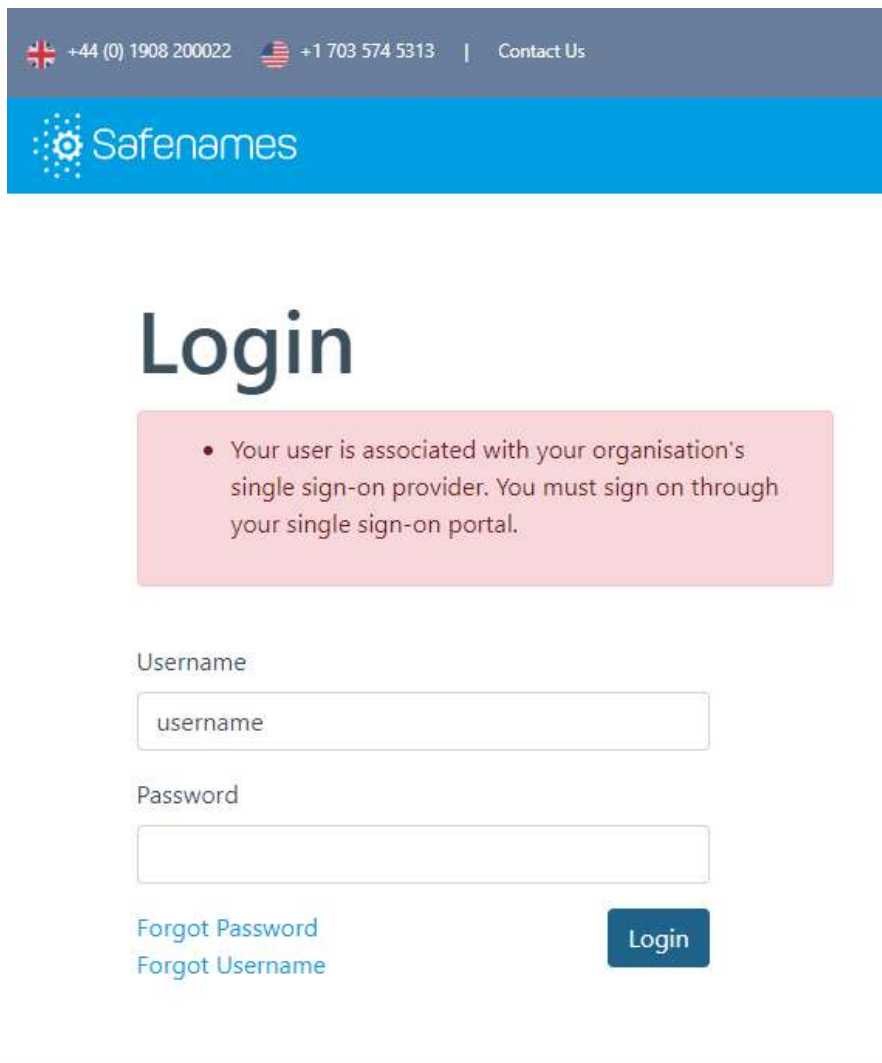 +44 (0) 1908 200022 +1 703 574 5313 | Contact Us
Safenames
Login
• Your user is associated with your organisation's
single sign-on provider. You must sign on through
your single sign-on portal.
Username
username
Password
Forgot Password
Login
Forgot Username